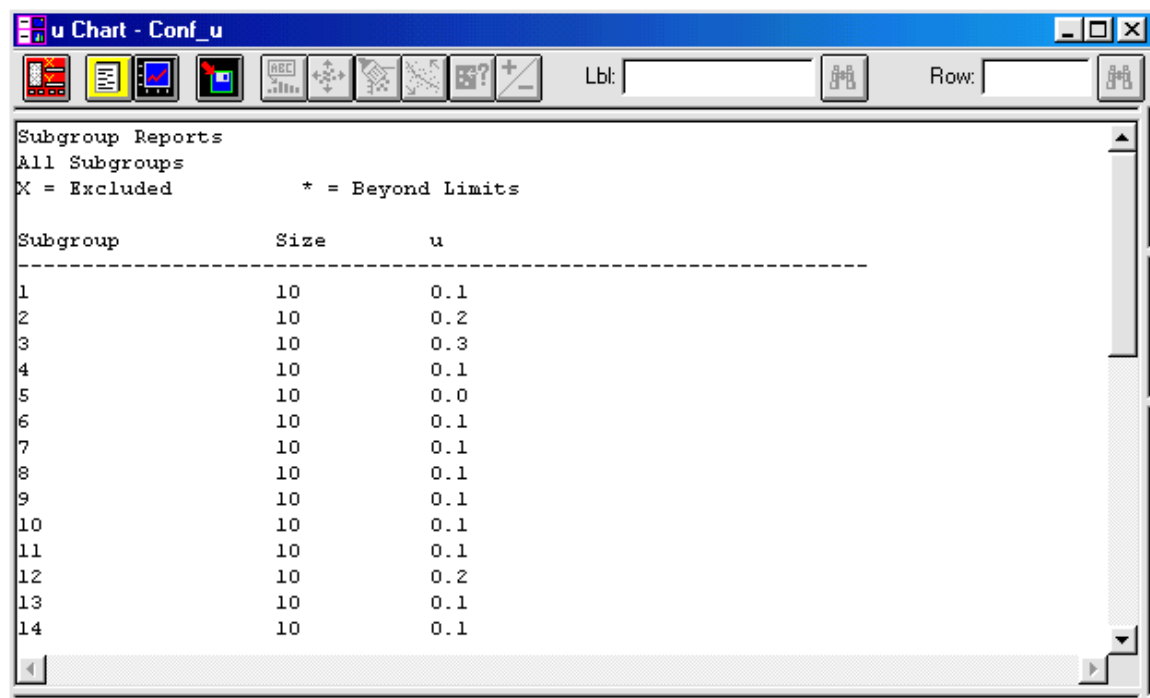 u Chart - Conf_u
ABC ? Lbl: Row:
Subgroup Reports
All Subgroups
X = Excluded * = Beyond Limits
Subgroup Size u
------------------------------------------------------------------
1 10 0.1
2 10 0.2
3 10 0.3
4 10 0.1
5 10 0.0
6 10 0.1
7 10 0.1
8 10 0.1
9 10 0.1
10 10 0.1
11 10 0.1
12 10 0.2
13 10 0.1
14 10 0.1